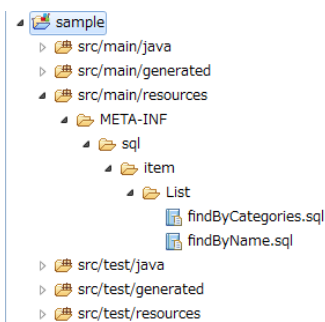 sample
src/main/java
src/main/generated
src/main/resources
META-INF
sql
item
List
findByCategories.sql
findByName.sql
src/test/java
src/test/generated
src/test/resources